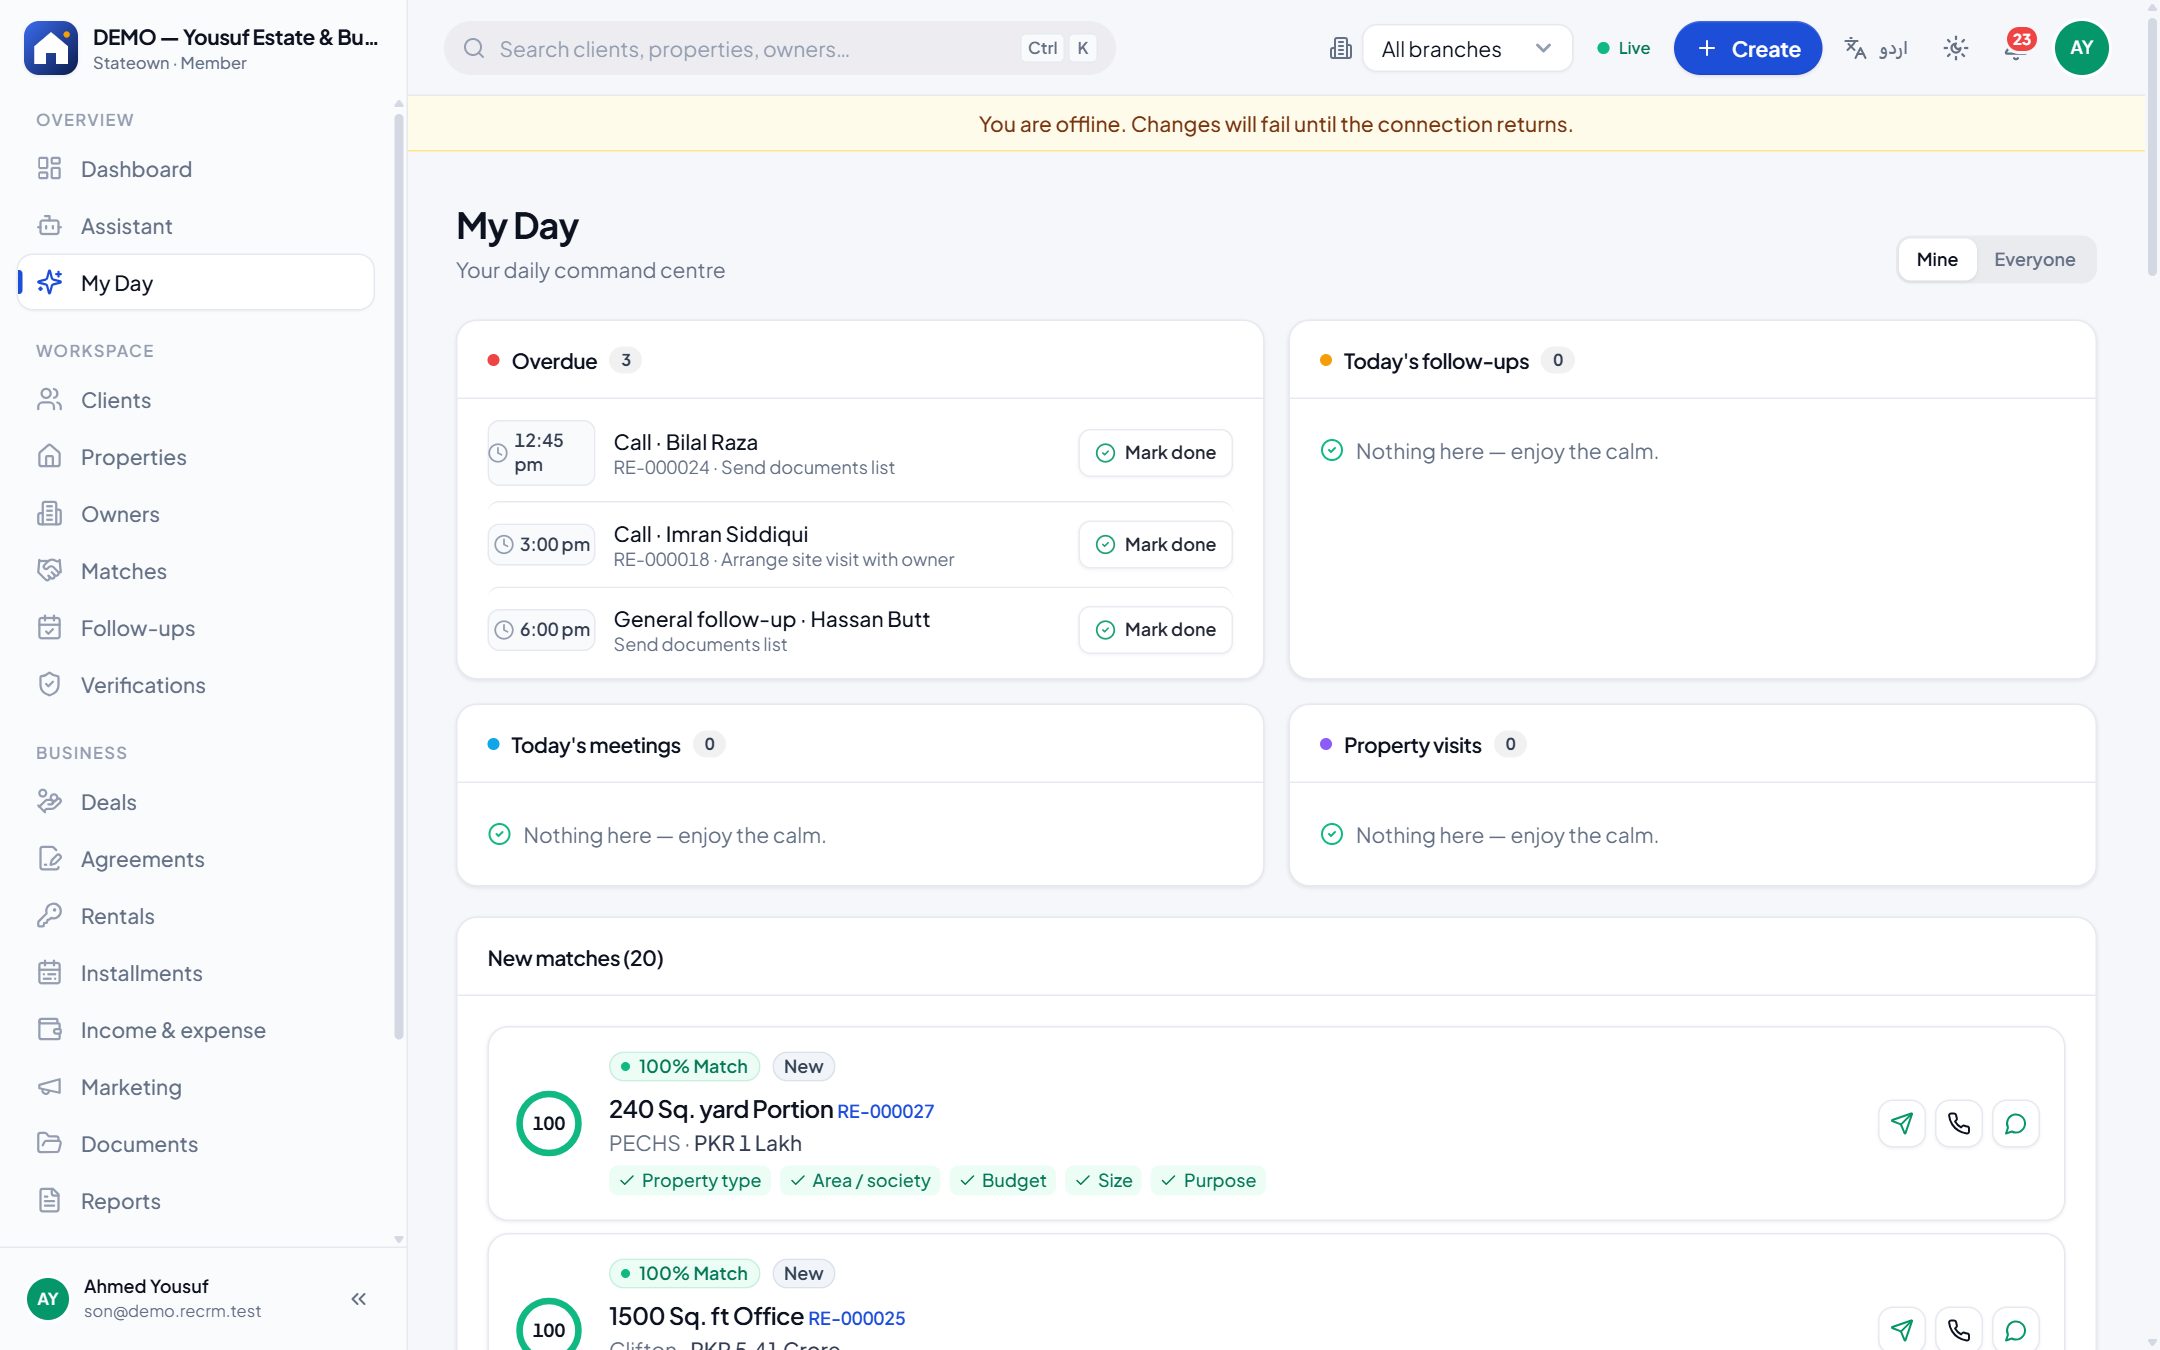 DEMO — Yousuf Estate & Bu...
Stateown · Member
Search clients, properties, owners...
Ctrl K
All branches
Live
Create
اردو
23
AY
You are offline. Changes will fail until the connection returns.
OVERVIEW
Dashboard
Assistant
My Day
WORKSPACE
Clients
Properties
Owners
Matches
Follow-ups
Verifications
BUSINESS
Deals
Agreements
Rentals
Installments
Income & expense
Marketing
Documents
Reports
AY
Ahmed Yousuf
son@demo.recrm.test
My Day
Your daily command centre
Mine
Everyone
Overdue 3
12:45 pm
Call · Bilal Raza
RE-000024 · Send documents list
Mark done
3:00 pm
Call · Imran Siddiqui
RE-000018 · Arrange site visit with owner
Mark done
6:00 pm
General follow-up · Hassan Butt
Send documents list
Mark done
Today's follow-ups 0
Nothing here — enjoy the calm.
Today's meetings 0
Nothing here — enjoy the calm.
Property visits 0
Nothing here — enjoy the calm.
New matches (20)
100% Match New
100
240 Sq. yard Portion RE-000027
PECHS · PKR 1 Lakh
Property type Area / society Budget Size Purpose
100% Match New
100
1500 Sq. ft Office RE-000025
Clifton · PKR 5.41 Crore